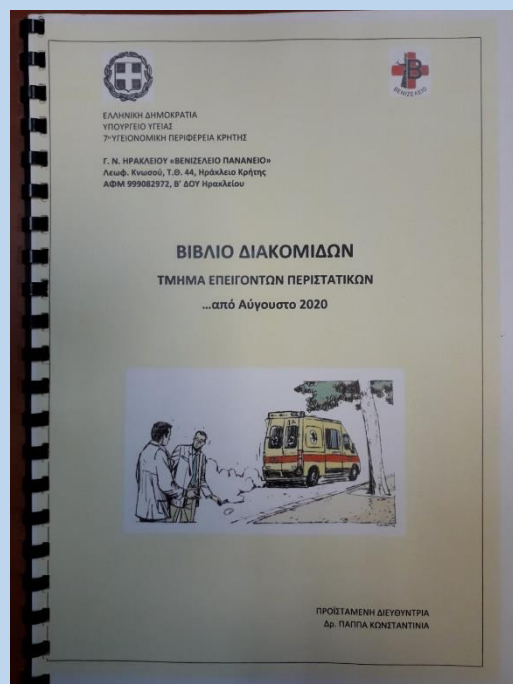 ΕΛΛΗΝΙΚΗ ΔΗΜΟΚΡΑΤΙΑ
ΥΠΟΥΡΓΕΙΟ ΥΓΕΙΑΣ
7η ΥΓΕΙΟΝΟΜΙΚΗ ΠΕΡΙΦΕΡΕΙΑ ΚΡΗΤΗΣ
Γ. Ν. ΗΡΑΚΛΕΙΟΥ «ΒΕΝΙΖΕΛΕΙΟ ΠΑΝΑΝΕΙΟ»
Λεωφ. Κνωσού, Τ.Θ. 44, Ηράκλειο Κρήτης
ΑΦΜ 999082972, Β' ΔΟΥ Ηρακλείου
Β
ΒΕΝΙΖΕΛΕΙΟ
ΒΙΒΛΙΟ ΔΙΑΚΟΜΙΔΩΝ
ΤΜΗΜΑ ΕΠΕΙΓΟΝΤΩΝ ΠΕΡΙΣΤΑΤΙΚΩΝ
...από Αύγουστο 2020
ΠΡΟΪΣΤΑΜΕΝΗ ΔΙΕΥΘΥΝΤΡΙΑ
Δρ. ΠΑΠΠΑ ΚΩΝΣΤΑΝΤΙΝΙΑ